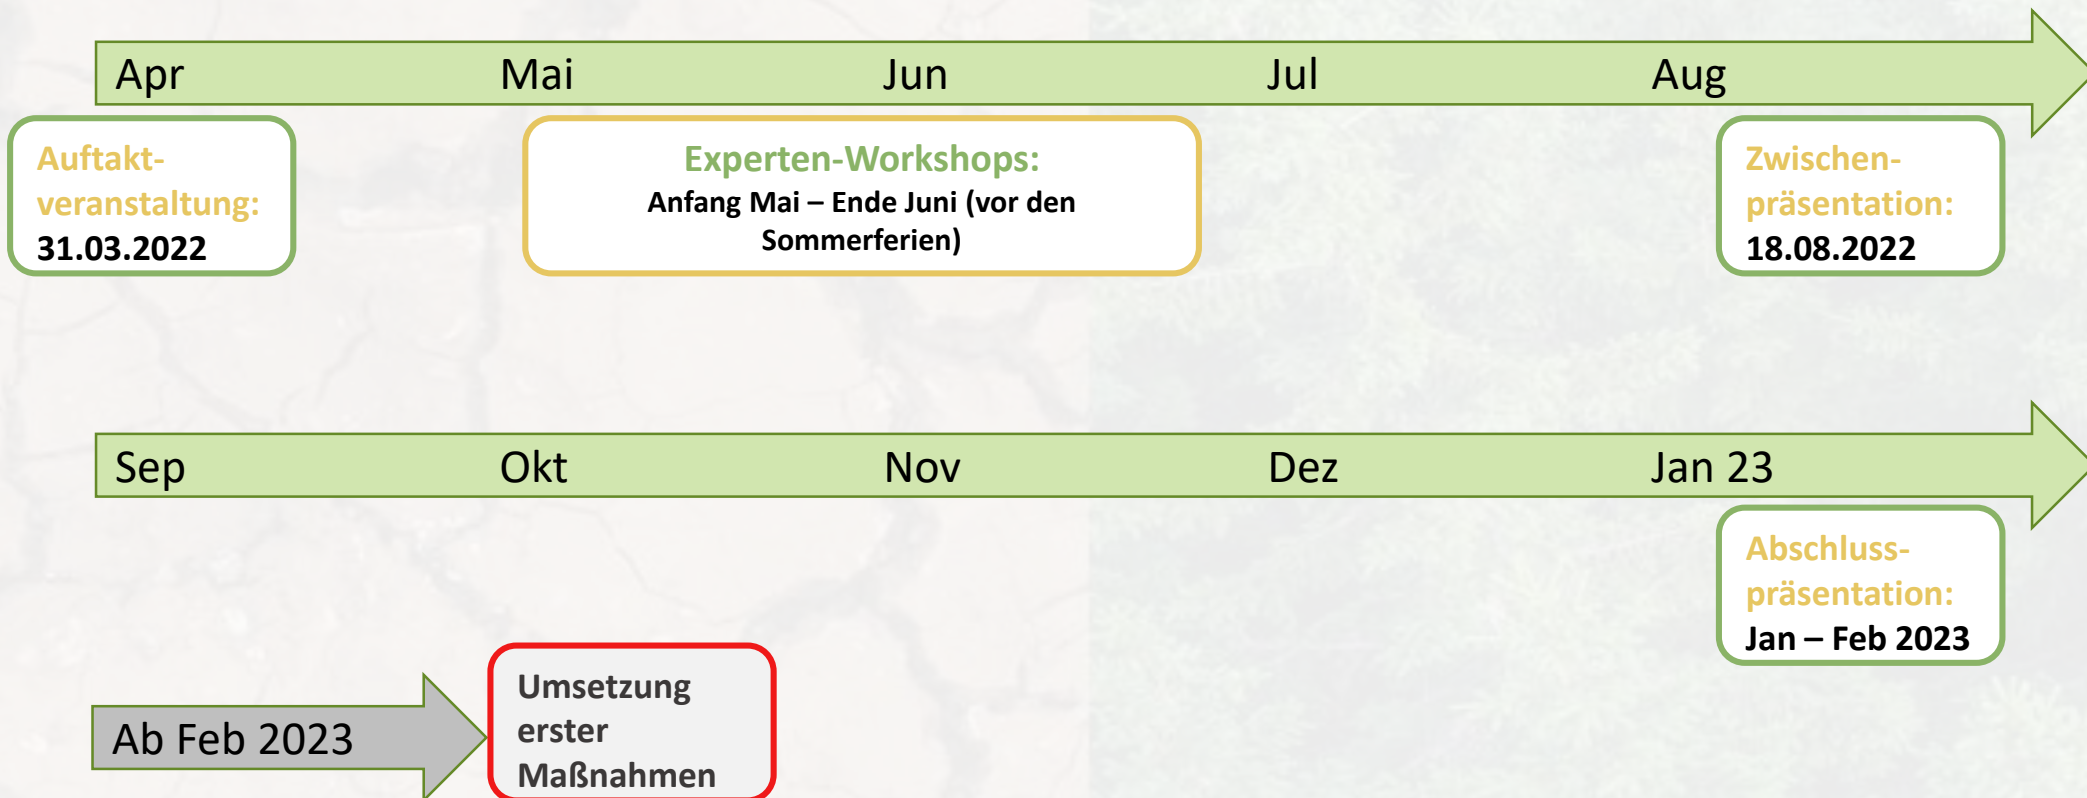 Apr Mai Jun Jul Aug
Auftakt-
veranstaltung:
31.03.2022
Experten-Workshops:
Anfang Mai – Ende Juni (vor den
Sommerferien)
Zwischen-
präsentation:
18.08.2022
Sep Okt Nov Dez Jan 23
Abschluss-
präsentation:
Jan – Feb 2023
Ab Feb 2023
Umsetzung
erster
Maßnahmen